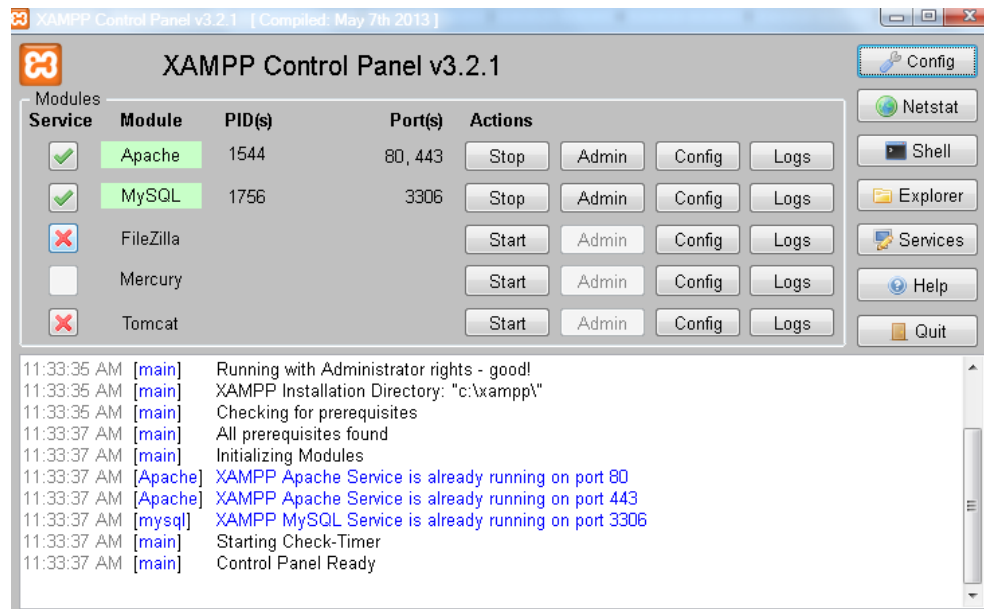 XAMPP Control Panel v3.2.1 [ Compiled: May 7th 2013 ]
XAMPP Control Panel v3.2.1
Config
Modules
Netstat
Service Module PID(s) Port(s) Actions
Apache 1544 80, 443 Stop Admin Config Logs
Shell
MySQL 1756 3306 Stop Admin Config Logs
Explorer
FileZilla Start Admin Config Logs
Services
Mercury Start Admin Config Logs
Help
Tomcat Start Admin Config Logs
Quit
11:33:35 AM [main] Running with Administrator rights - good!
11:33:35 AM [main] XAMPP Installation Directory: "c:\xampp\"
11:33:35 AM [main] Checking for prerequisites
11:33:37 AM [main] All prerequisites found
11:33:37 AM [main] Initializing Modules
11:33:37 AM [Apache] XAMPP Apache Service is already running on port 80
11:33:37 AM [Apache] XAMPP Apache Service is already running on port 443
11:33:37 AM [mysql] XAMPP MySQL Service is already running on port 3306
11:33:37 AM [main] Starting Check-Timer
11:33:37 AM [main] Control Panel Ready